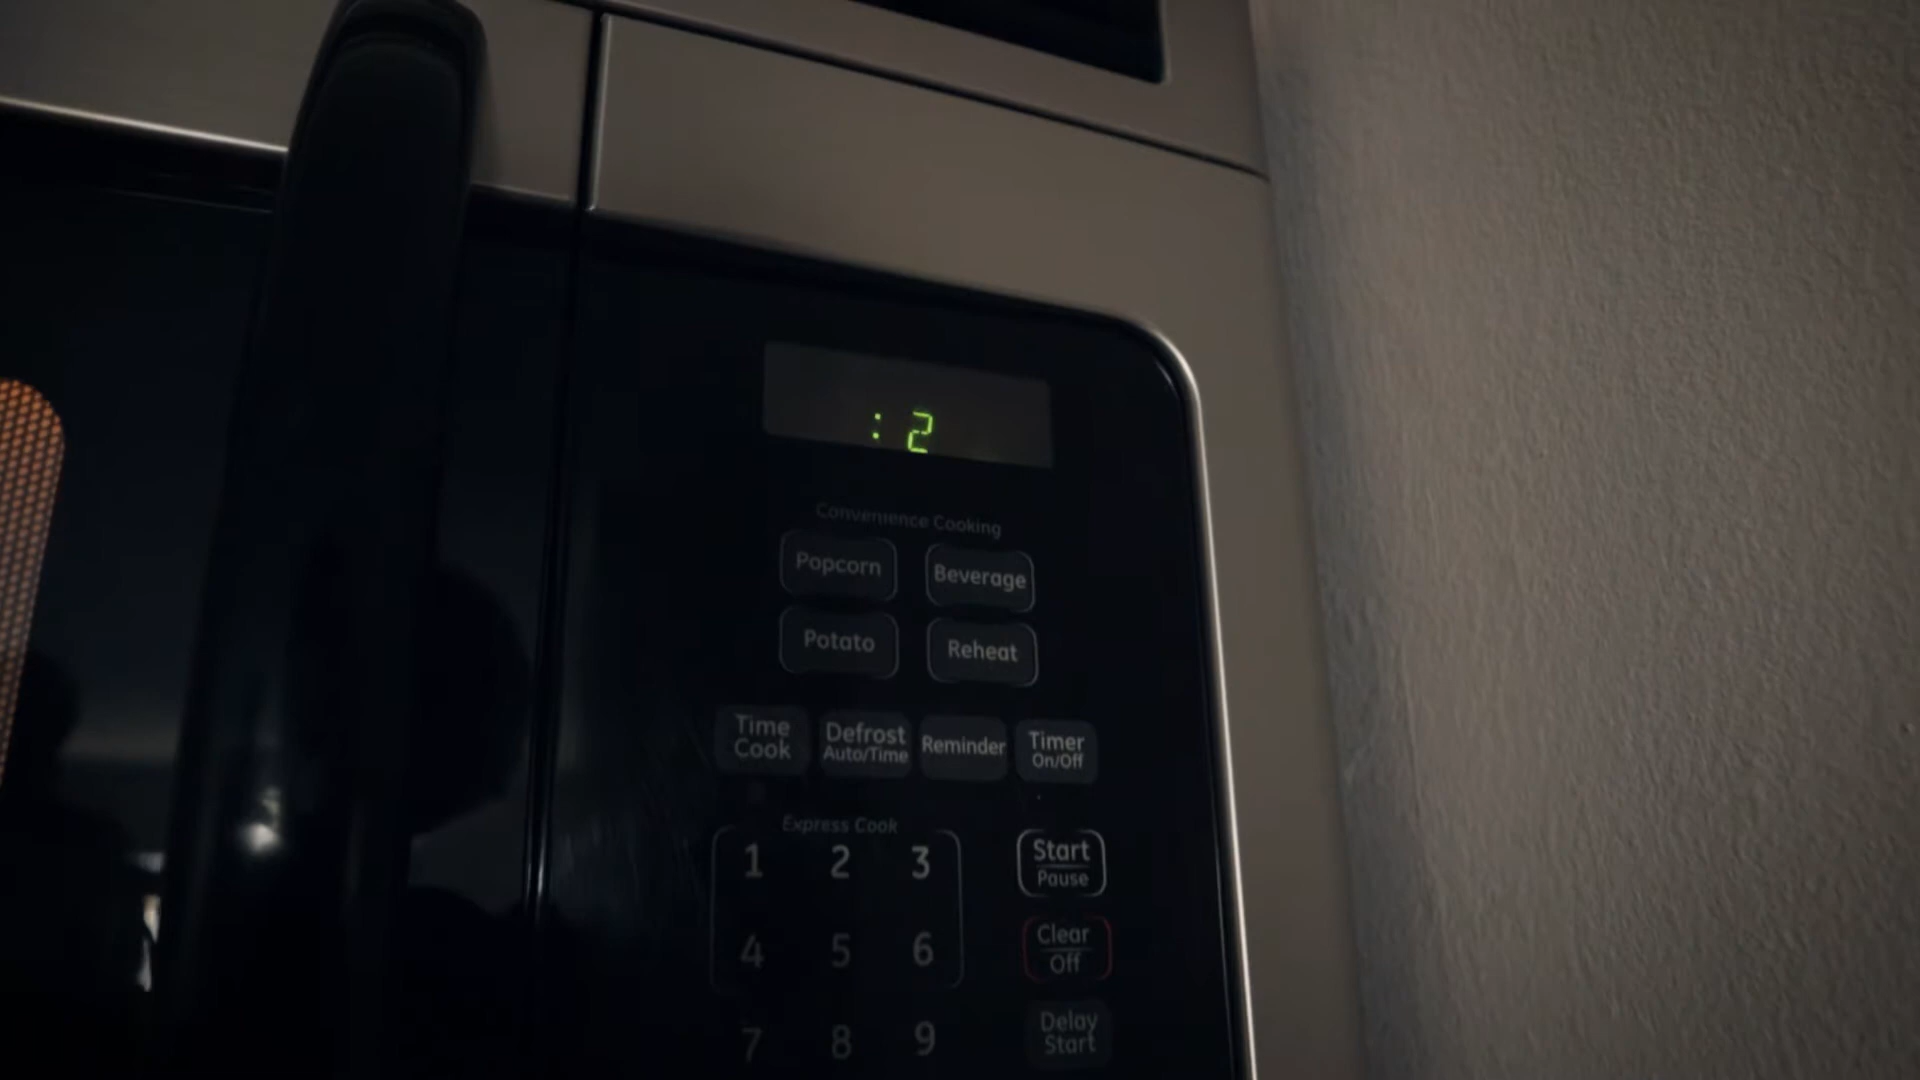 : 2
Convenience Cooking
Popcorn Beverage
Potato Reheat
Time Cook
Defrost Auto/Time
Reminder
Timer On/Off
Express Cook
1 2 3
Start
Pause
4 5 6
Clear
Off
7 8 9
Delay
Start